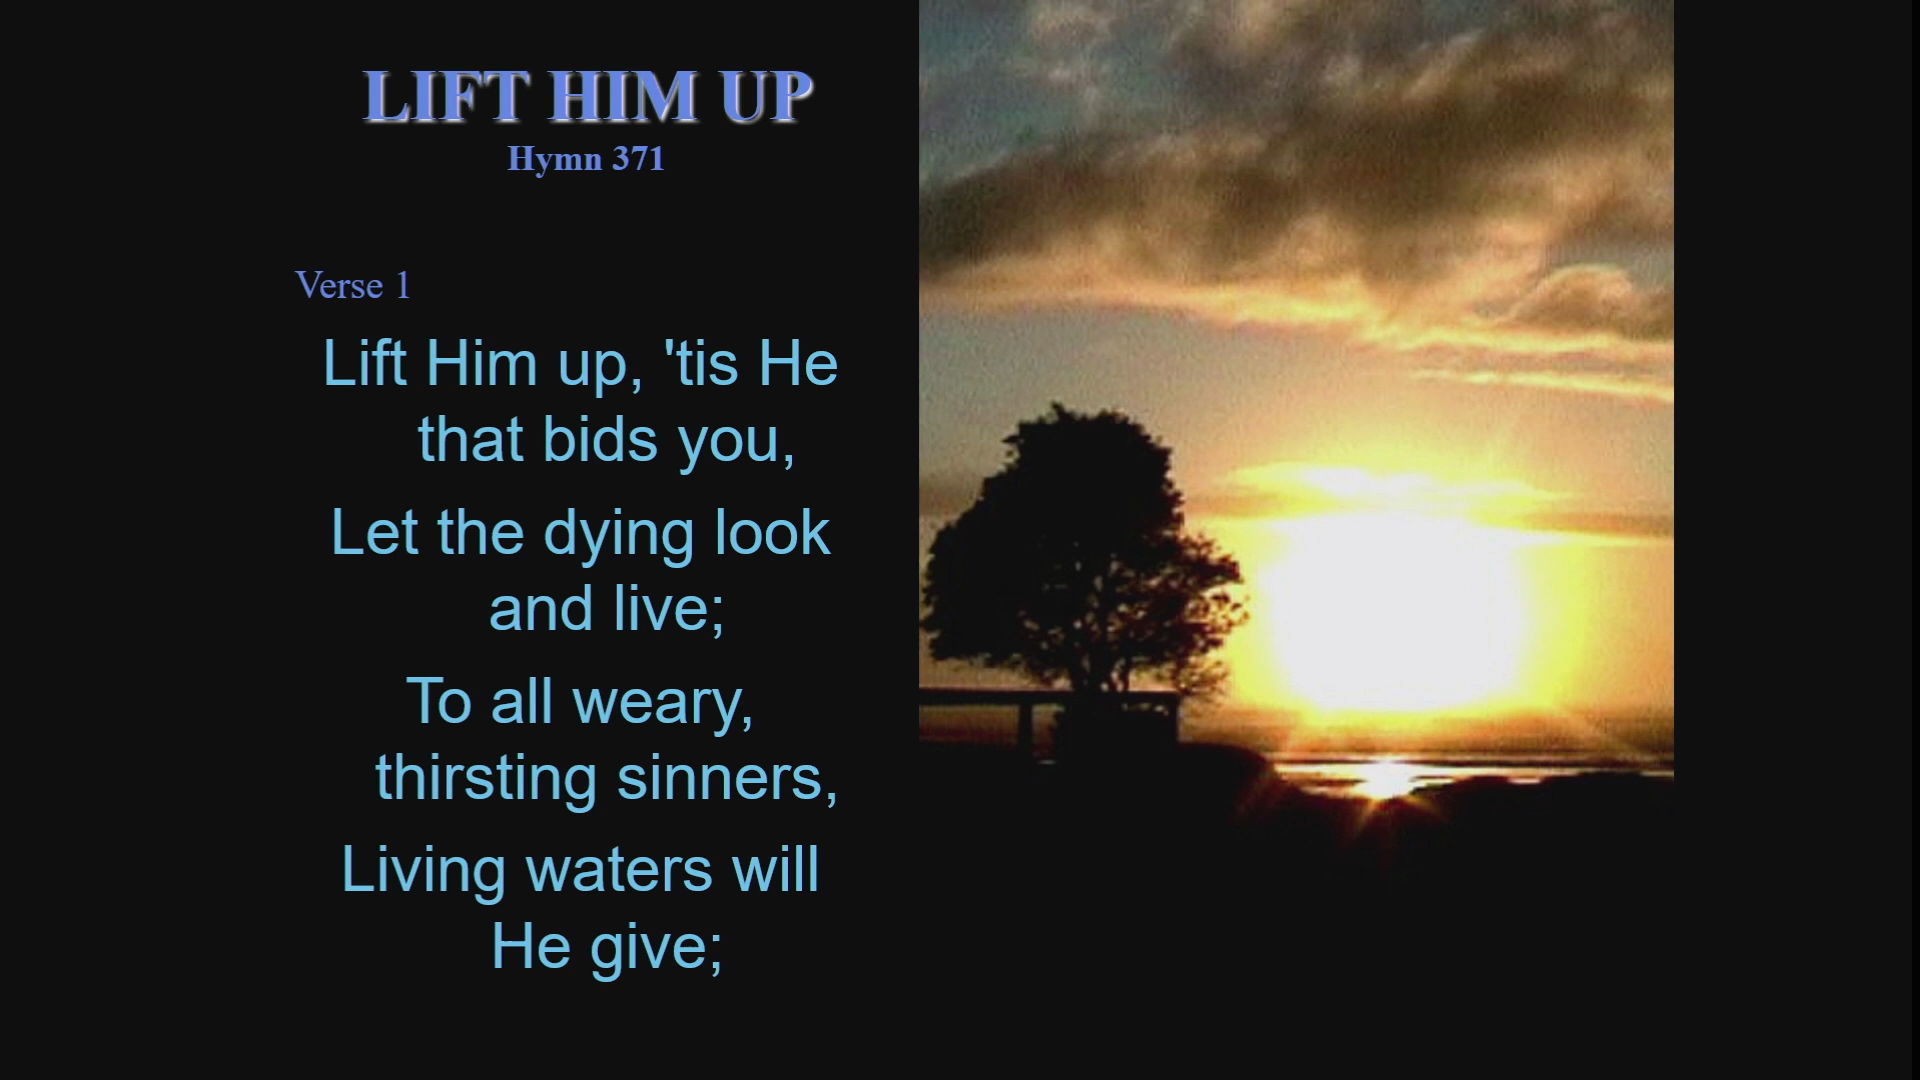 LIFT HIM UP
Hymn 371
Verse 1
Lift Him up, 'tis He
that bids you,
Let the dying look
and live;
To all weary,
thirsting sinners,
Living waters will
He give;